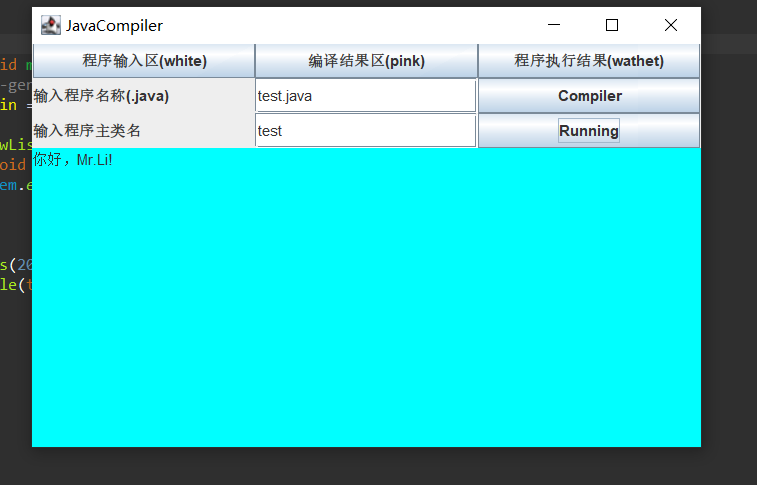 JavaCompiler
程序输入区(white) 编译结果区(pink) 程序执行结果(wathet)
输入程序名称(.java) test.java Compiler
输入程序主类名 test Running
你好，Mr.Li!
id m
-gen
in =
wLis
oid
em.e
s(20
le(t